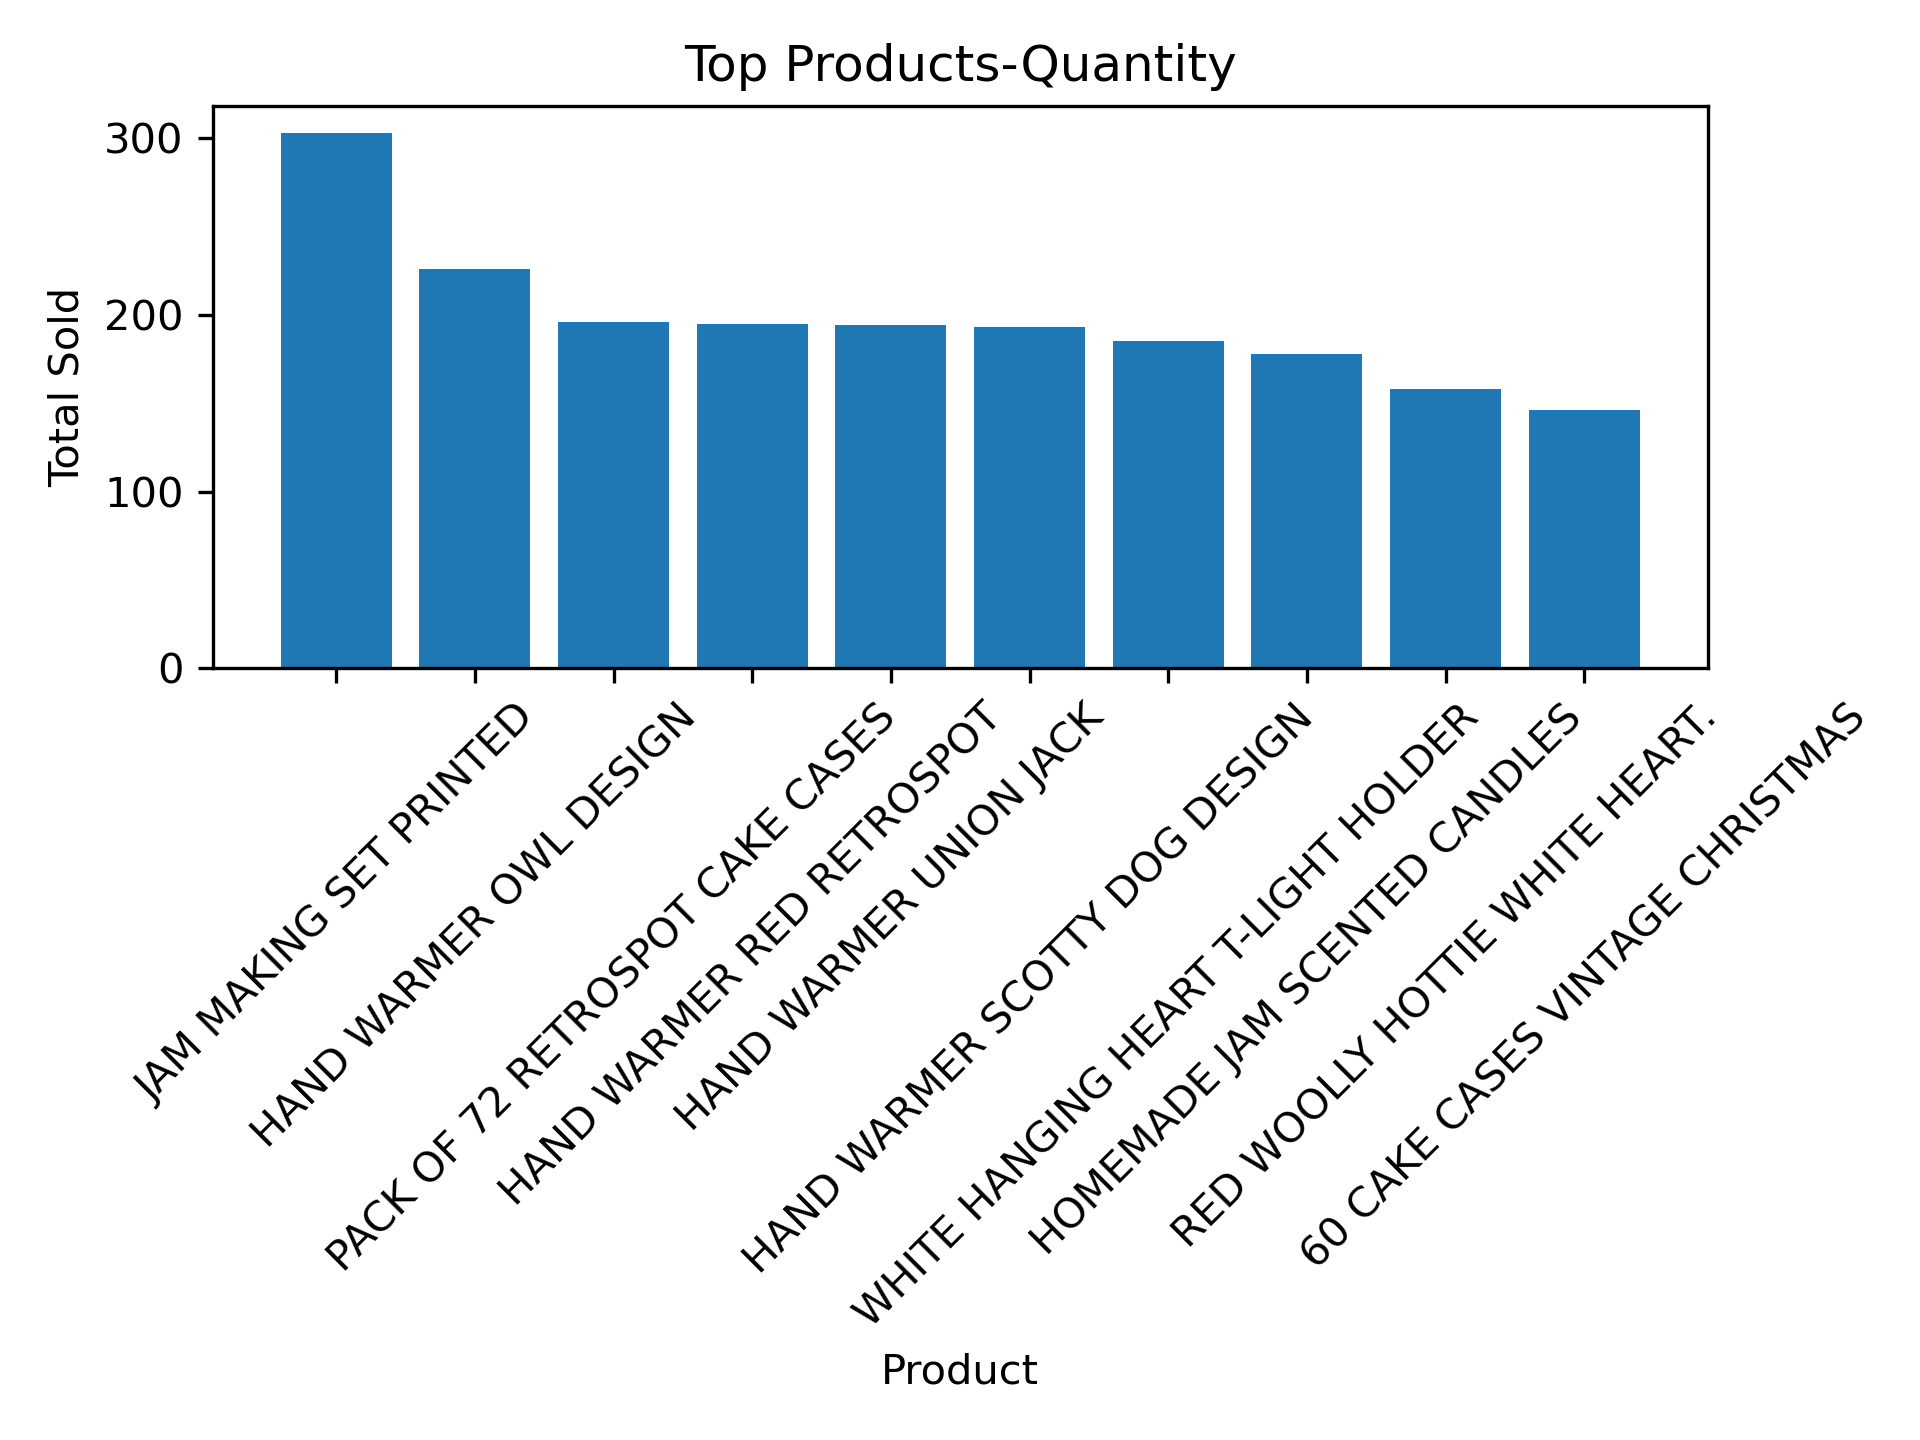 Top Products-Quantity
Total Sold
300
200
100
0
JAM MAKING SET PRINTED
HAND WARMER OWL DESIGN
PACK OF 72 RETROSPOT CAKE CASES
HAND WARMER RED RETROSPOT
HAND WARMER UNION JACK
HAND WARMER SCOTTY DOG DESIGN
WHITE HANGING HEART T-LIGHT HOLDER
HOMEMADE JAM SCENTED CANDLES
RED WOOLLY HOTTIE WHITE HEART.
60 CAKE CASES VINTAGE CHRISTMAS
Product